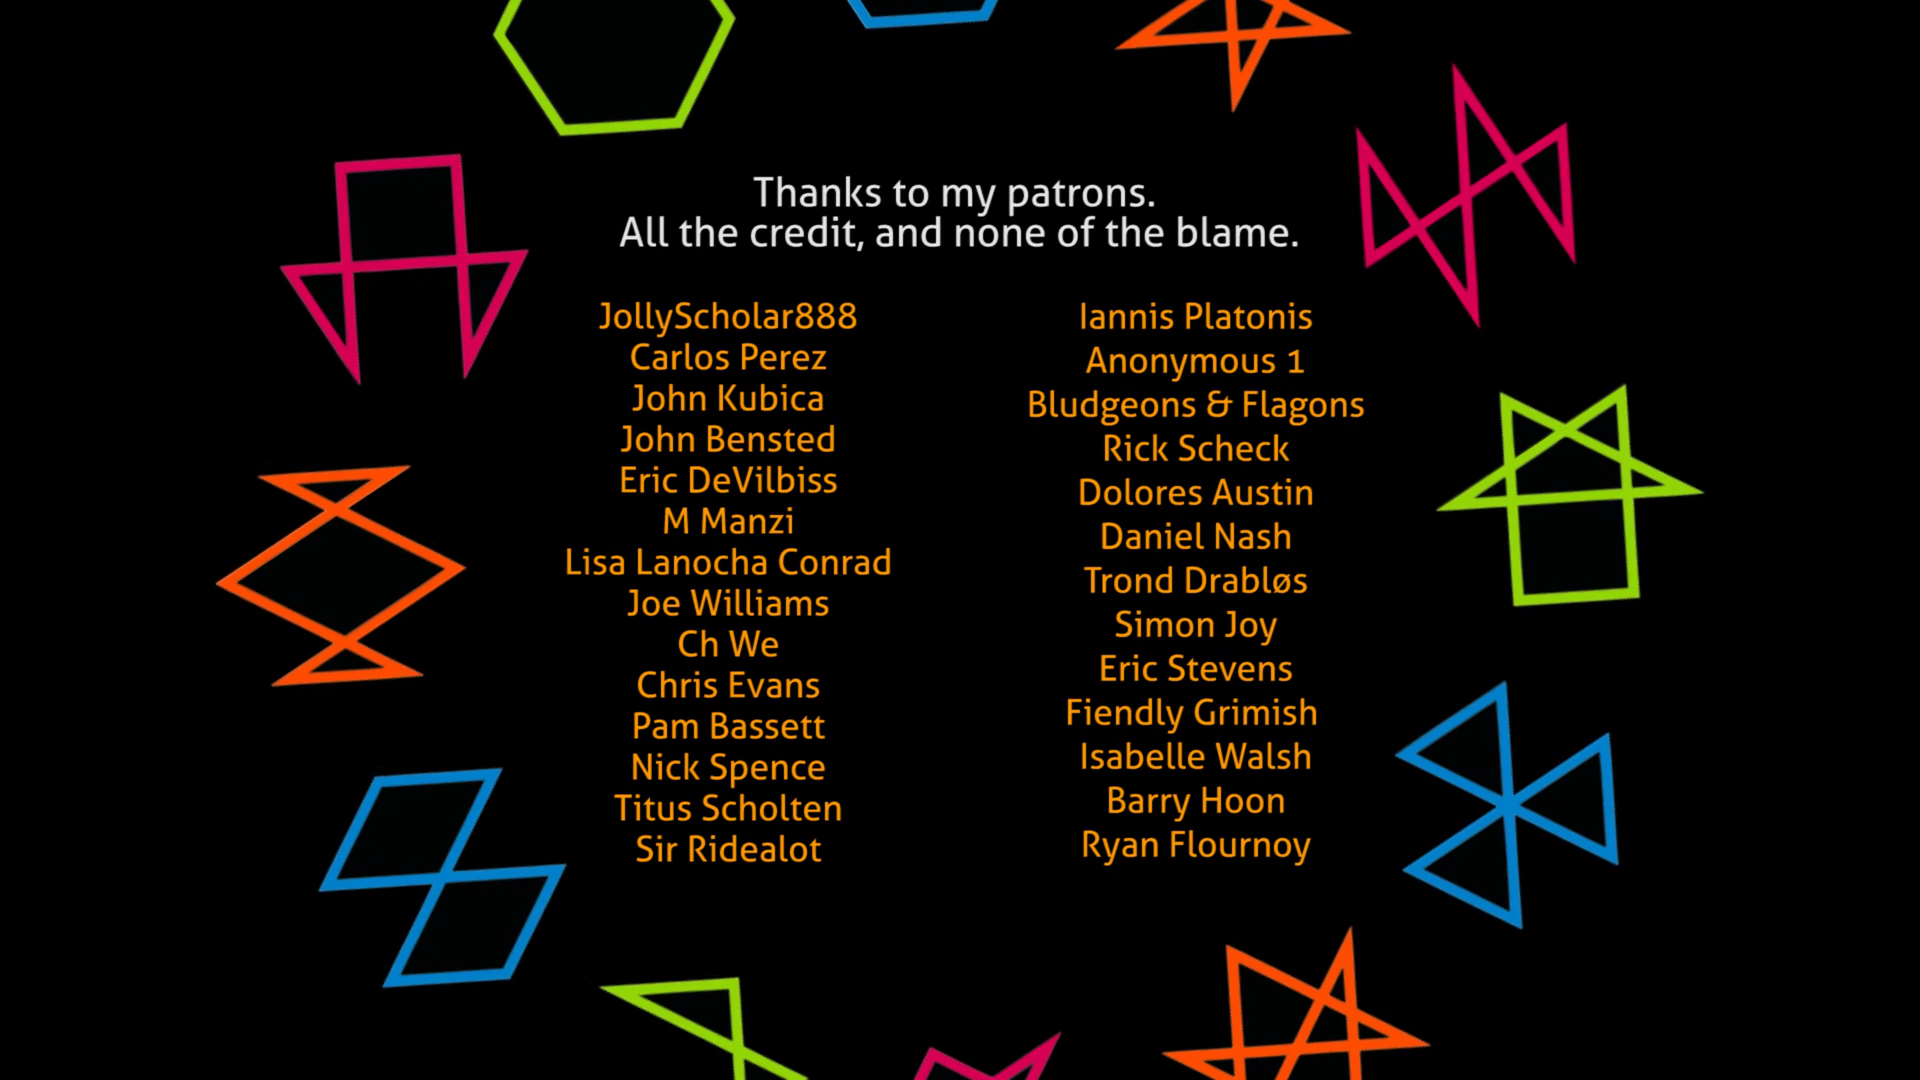 Thanks to my patrons.
All the credit, and none of the blame.
JollyScholar888
Carlos Perez
John Kubica
John Bensted
Eric DeVilbiss
M Manzi
Lisa Lanocha Conrad
Joe Williams
Ch We
Chris Evans
Pam Bassett
Nick Spence
Titus Scholten
Sir Ridealot
Iannis Platonis
Anonymous 1
Bludgeons & Flagons
Rick Scheck
Dolores Austin
Daniel Nash
Trond Drabløs
Simon Joy
Eric Stevens
Fiendly Grimish
Isabelle Walsh
Barry Hoon
Ryan Flournoy